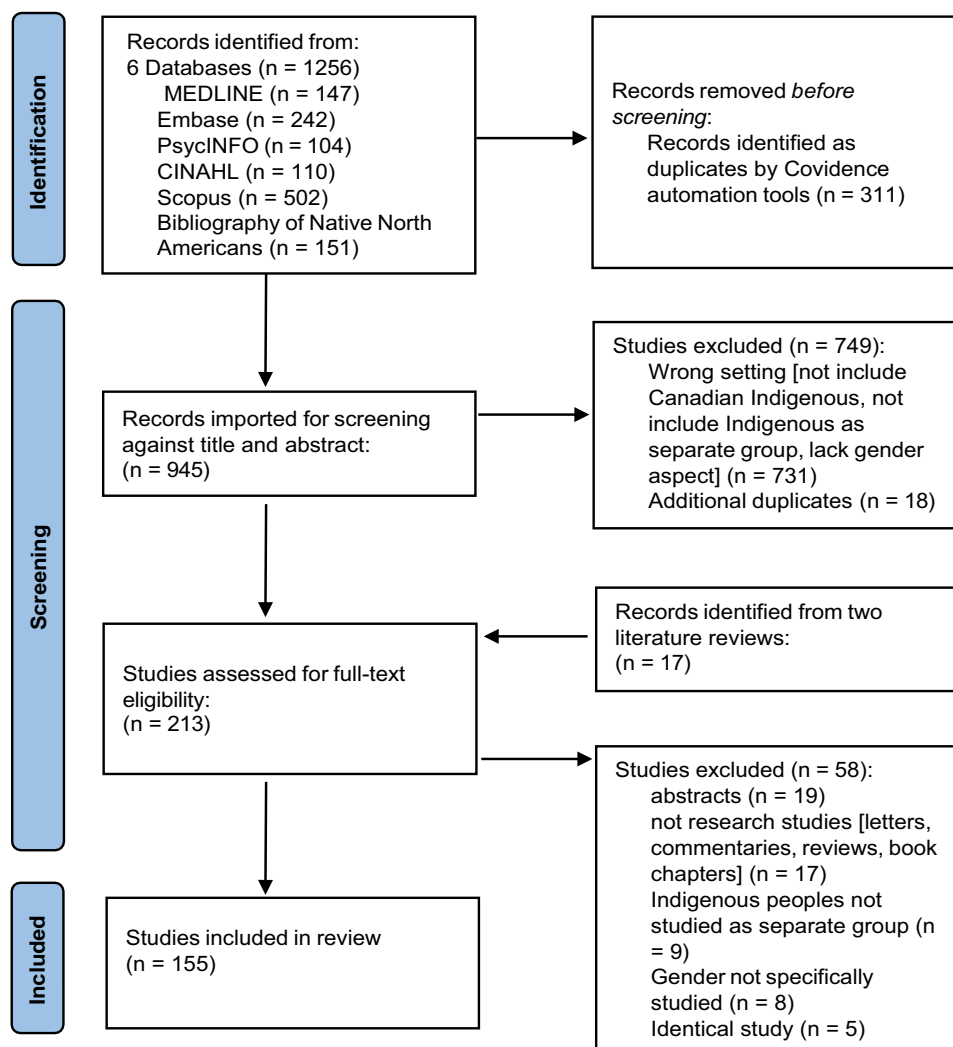 Identification
Records identified from:
6 Databases (n = 1256)
MEDLINE (n = 147)
Embase (n = 242)
PsycINFO (n = 104)
CINAHL (n = 110)
Scopus (n = 502)
Bibliography of Native North
Americans (n = 151)
Records removed before
screening:
Records identified as
duplicates by Covidence
automation tools (n = 311)
Screening
Records imported for screening
against title and abstract:
(n = 945)
Studies excluded (n = 749):
Wrong setting [not include
Canadian Indigenous, not
include Indigenous as
separate group, lack gender
aspect] (n = 731)
Additional duplicates (n = 18)
Records identified from two
literature reviews:
(n = 17)
Studies assessed for full-text
eligibility:
(n = 213)
Studies excluded (n = 58):
abstracts (n = 19)
not research studies [letters,
commentaries, reviews, book
chapters] (n = 17)
Indigenous peoples not
studied as separate group (n
= 9)
Gender not specifically
studied (n = 8)
Identical study (n = 5)
Included
Studies included in review
(n = 155)